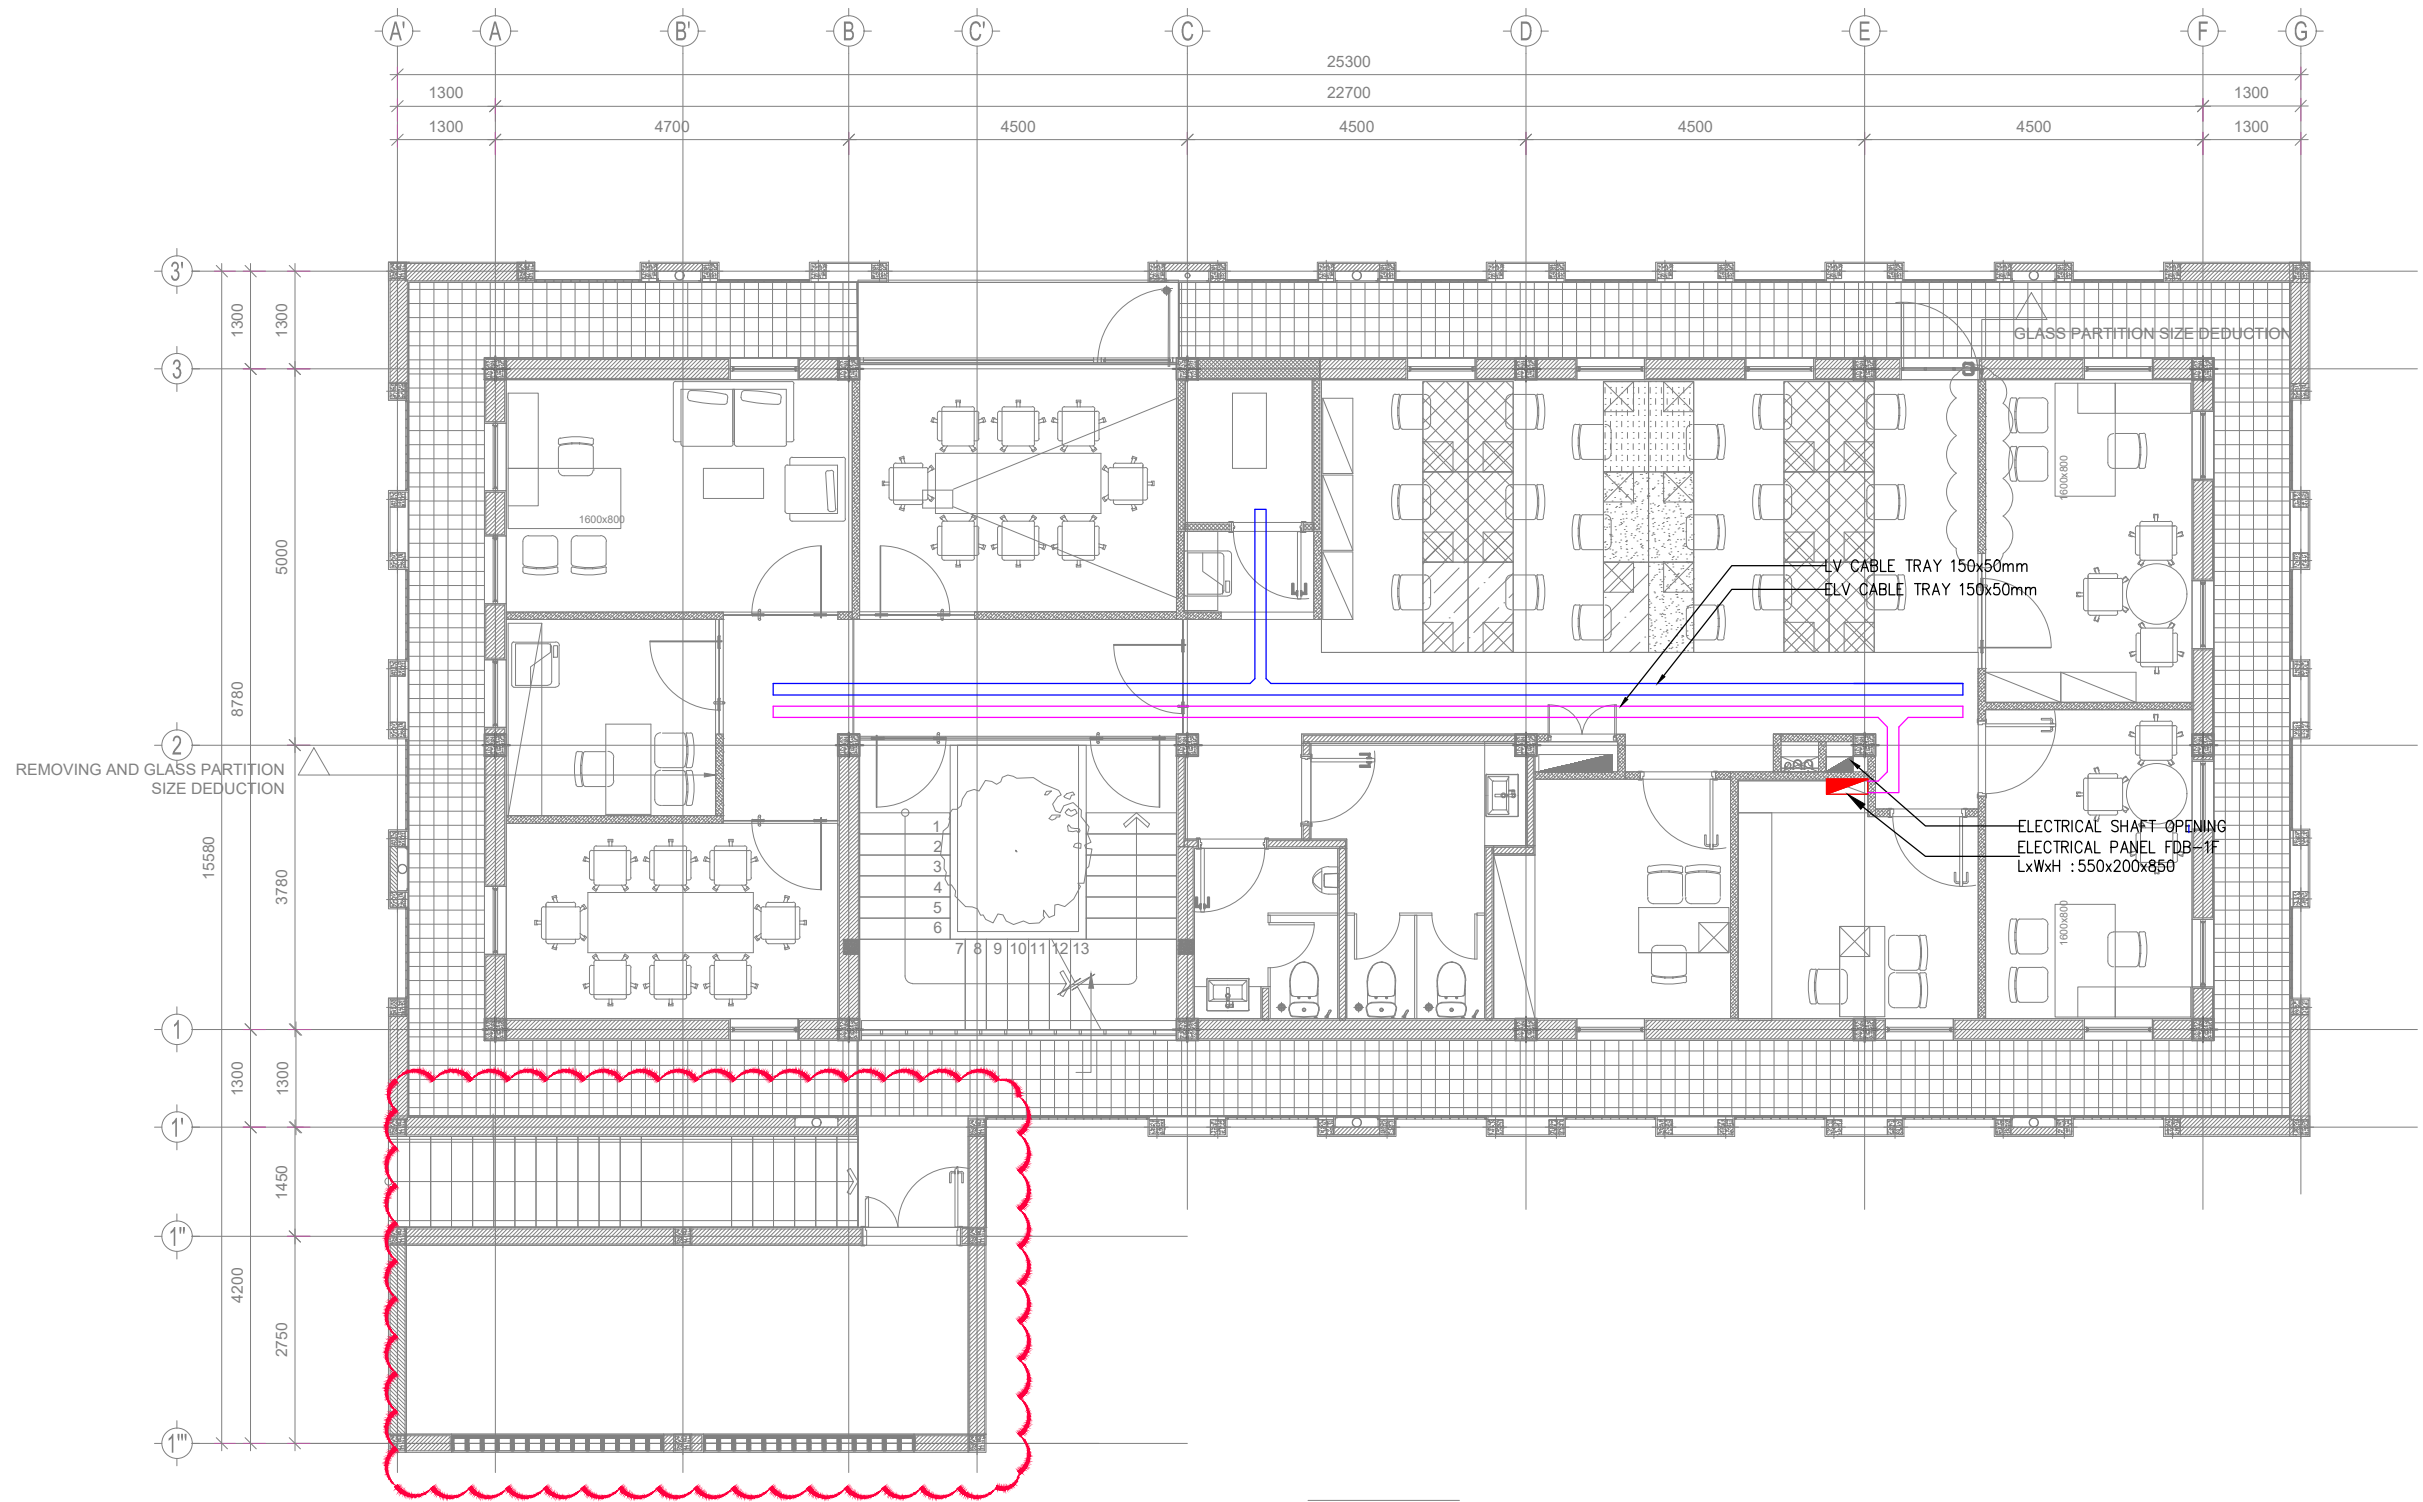 A' A B' B C' C D E F G
25300
1300 22700 1300
1300 4700 4500 4500 4500 4500 1300
3'
1300 1300
GLASS PARTITION SIZE DEDUCTION
3
1600x800
1600x800
5000
LV CABLE TRAY 150x50mm
ELV CABLE TRAY 150x50mm
8780
2
REMOVING AND GLASS PARTITION
SIZE DEDUCTION
15580
3780
ELECTRICAL SHAFT OPENING
ELECTRICAL PANEL FDB-1F
LxWxH : 550x200x850
1
2
3
4
5
6
7 8 9 10 11 12 13
1600x800
1
1300 1300
1'
1450
1"
4200
2750
1'"